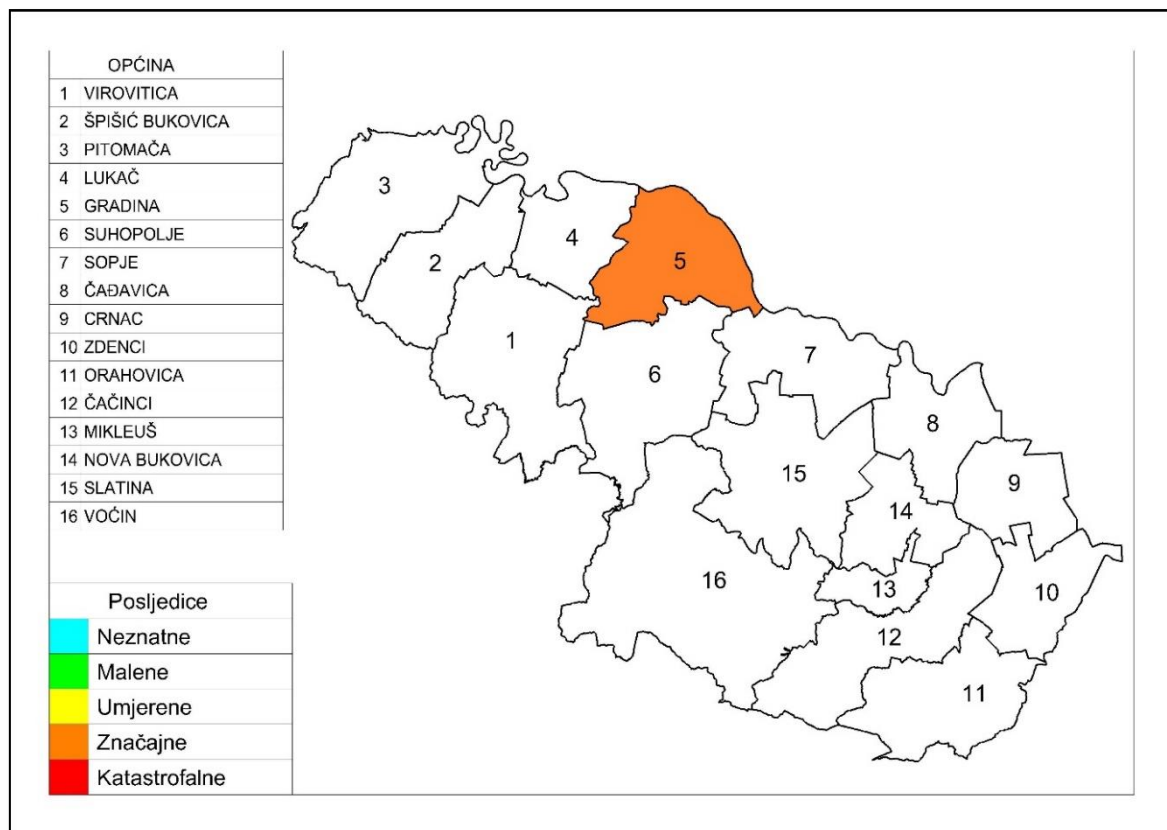 OPĆINA
1 VIROVITICA
2 ŠPIŠIĆ BUKOVICA
3 PITOMAČA
4 LUKAČ
5 GRADINA
6 SUHOPOLJE
7 SOPJE
8 ČAĐAVICA
9 CRNAC
10 ZDENCI
11 ORAHOVICA
12 ČAČINCI
13 MIKLEUŠ
14 NOVA BUKOVICA
15 SLATINA
16 VOĆIN
Posljedice
Neznatne
Malene
Umjerene
Značajne
Katastrofalne
3
4
2
5
1
6
7
8
15
9
14
16
13
10
12
11